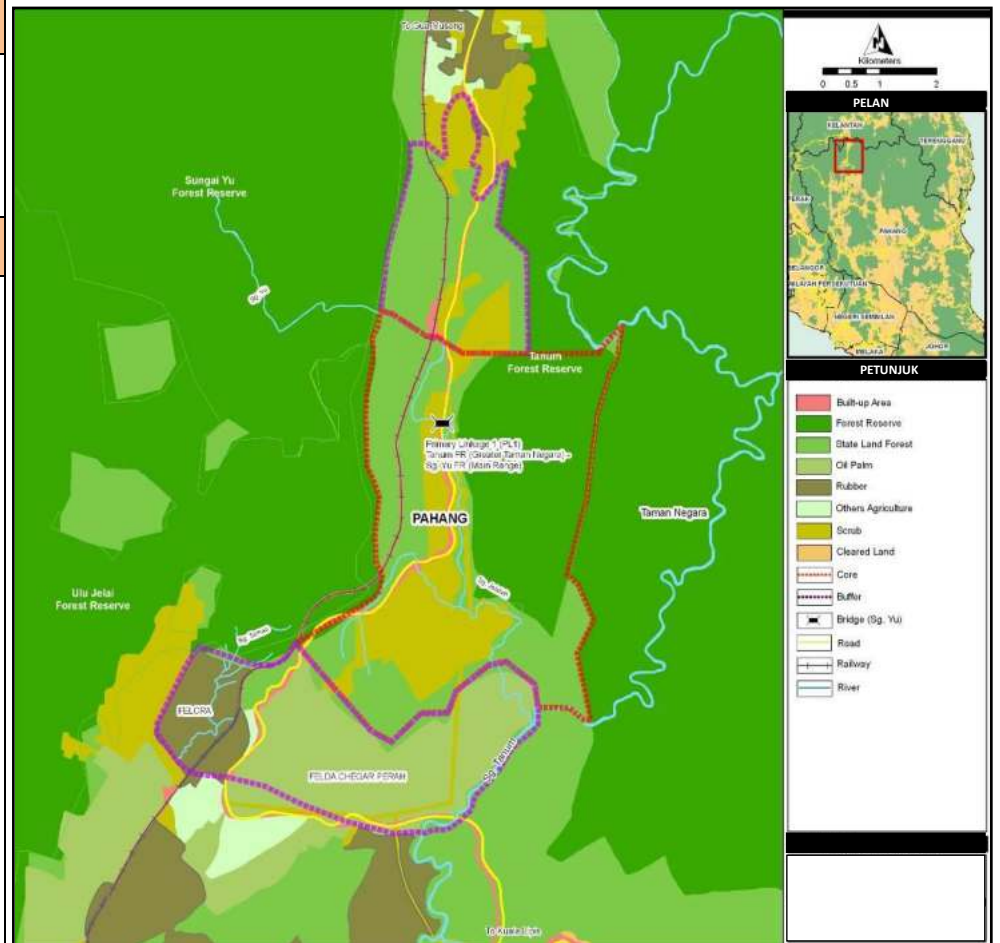 To Gua Musang
Kilometers
0 0.5 1 2
PELAN
KELANTAN
TERENGGANU
PERAK
PAHANG
SELANGOR
WILAYAH PERSEKUTUAN
NEGERI SEMBILAN
MELAKA
JOHOR
PETUNJUK
Built-up Area
Forest Reserve
State Land Forest
Oil Palm
Rubber
Others Agriculture
Scrub
Cleared Land
Core
Buffer
Bridge (Sg. Yu)
Road
Railway
River
Sungai Yu
Forest Reserve
Sg. Yu
Tanum
Forest Reserve
Primary Linkage 1 (PL1)
Tanum FR (Greater Taman Negara) -
Sg. Yu FR (Main Range)
PAHANG
Taman Negara
Ulu Jelai
Forest Reserve
FELCRA
FELDA CHEGAR PERAH
Sg. Tanum
To Kuala Lipis